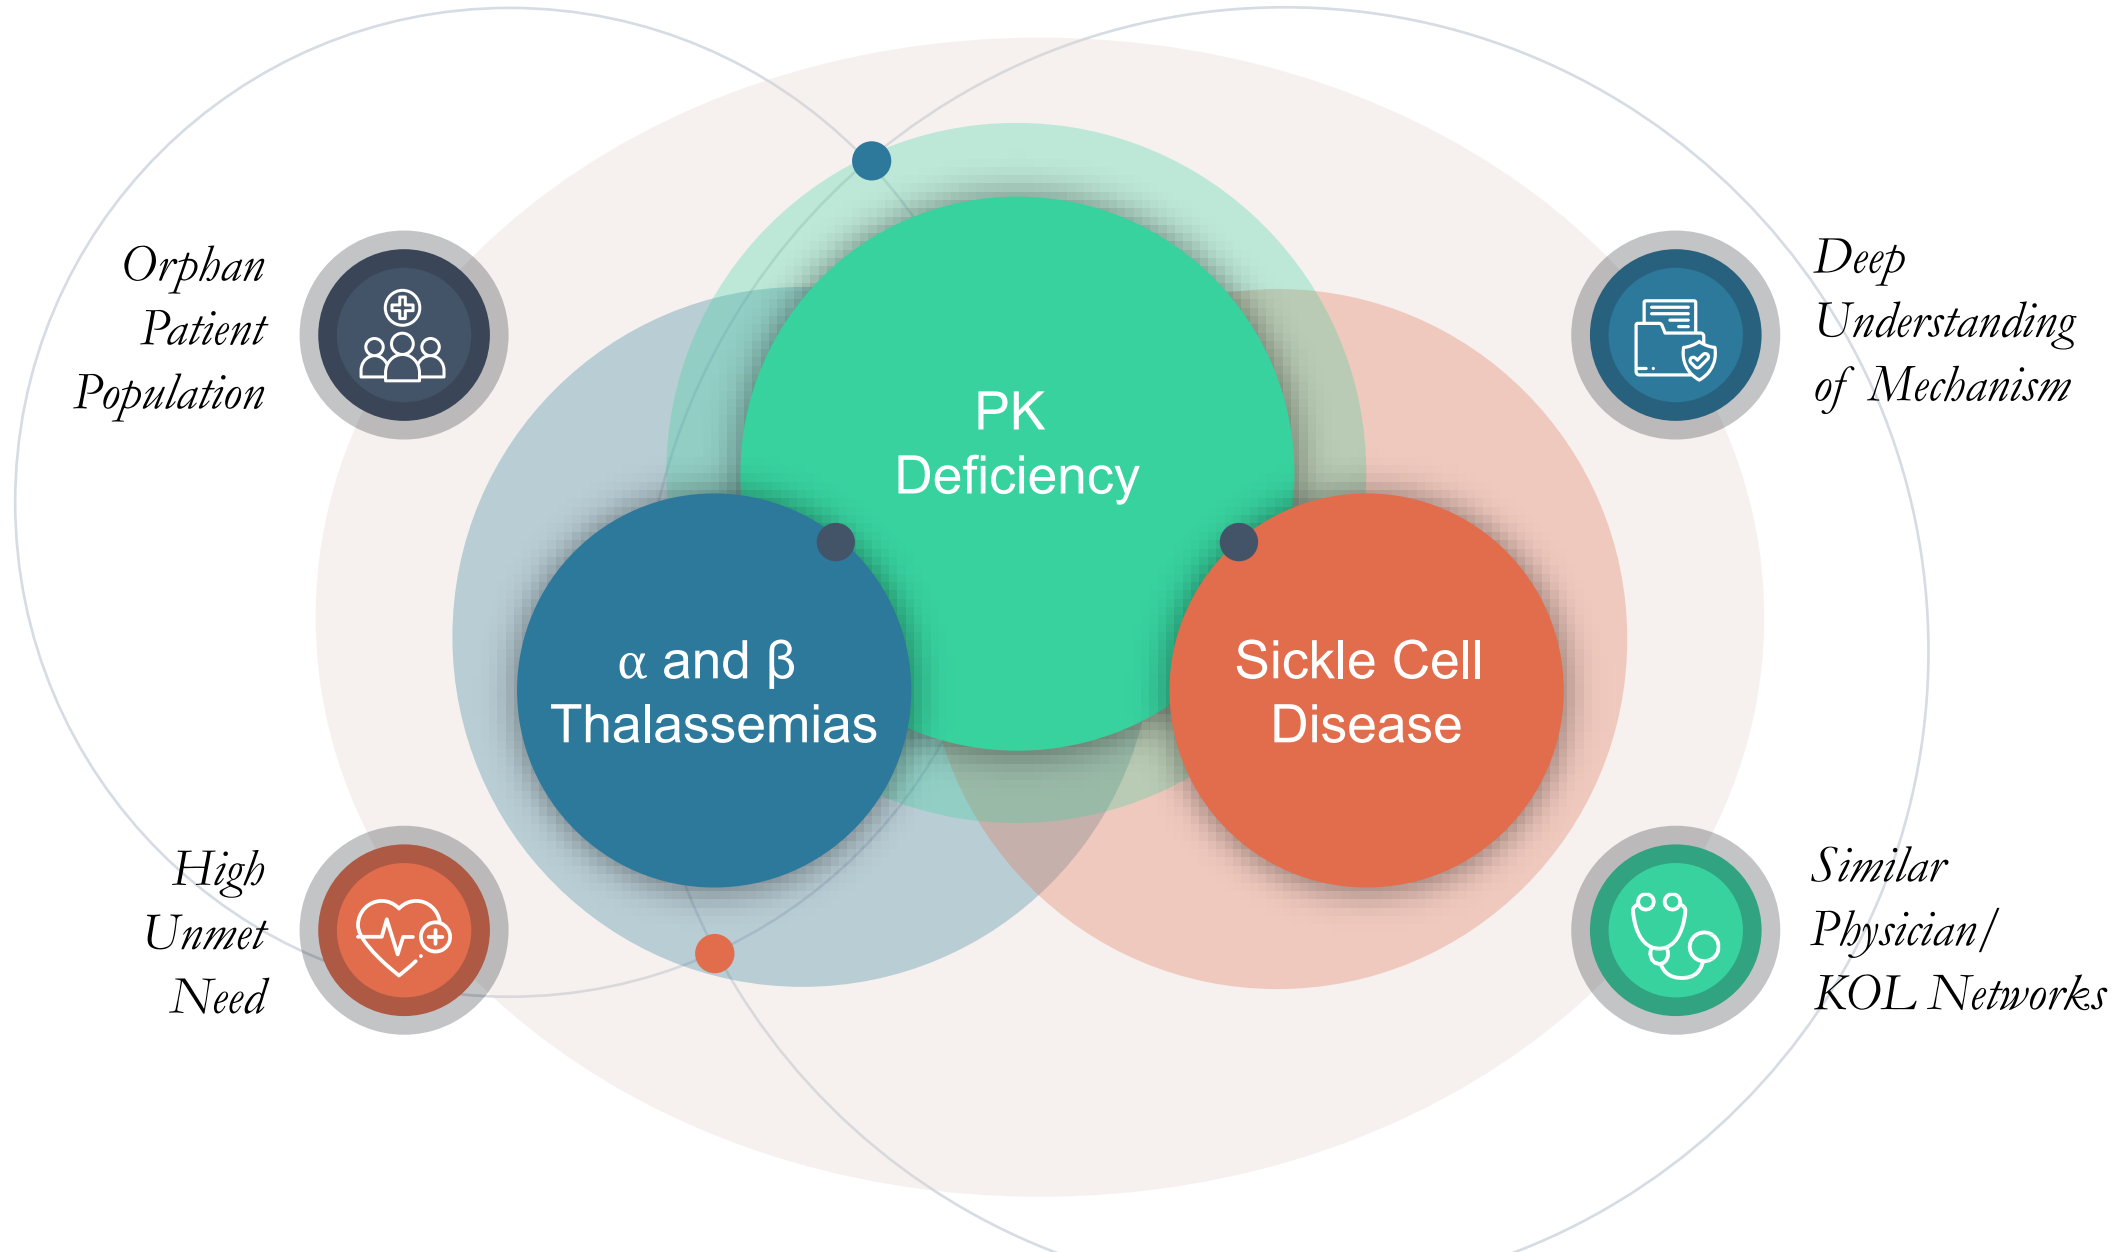 Orphan
Patient
Population
Deep
Understanding
of Mechanism
PK
Deficiency
α and β
Thalassemias
Sickle Cell
Disease
High
Unmet
Need
Similar
Physician/
KOL Networks